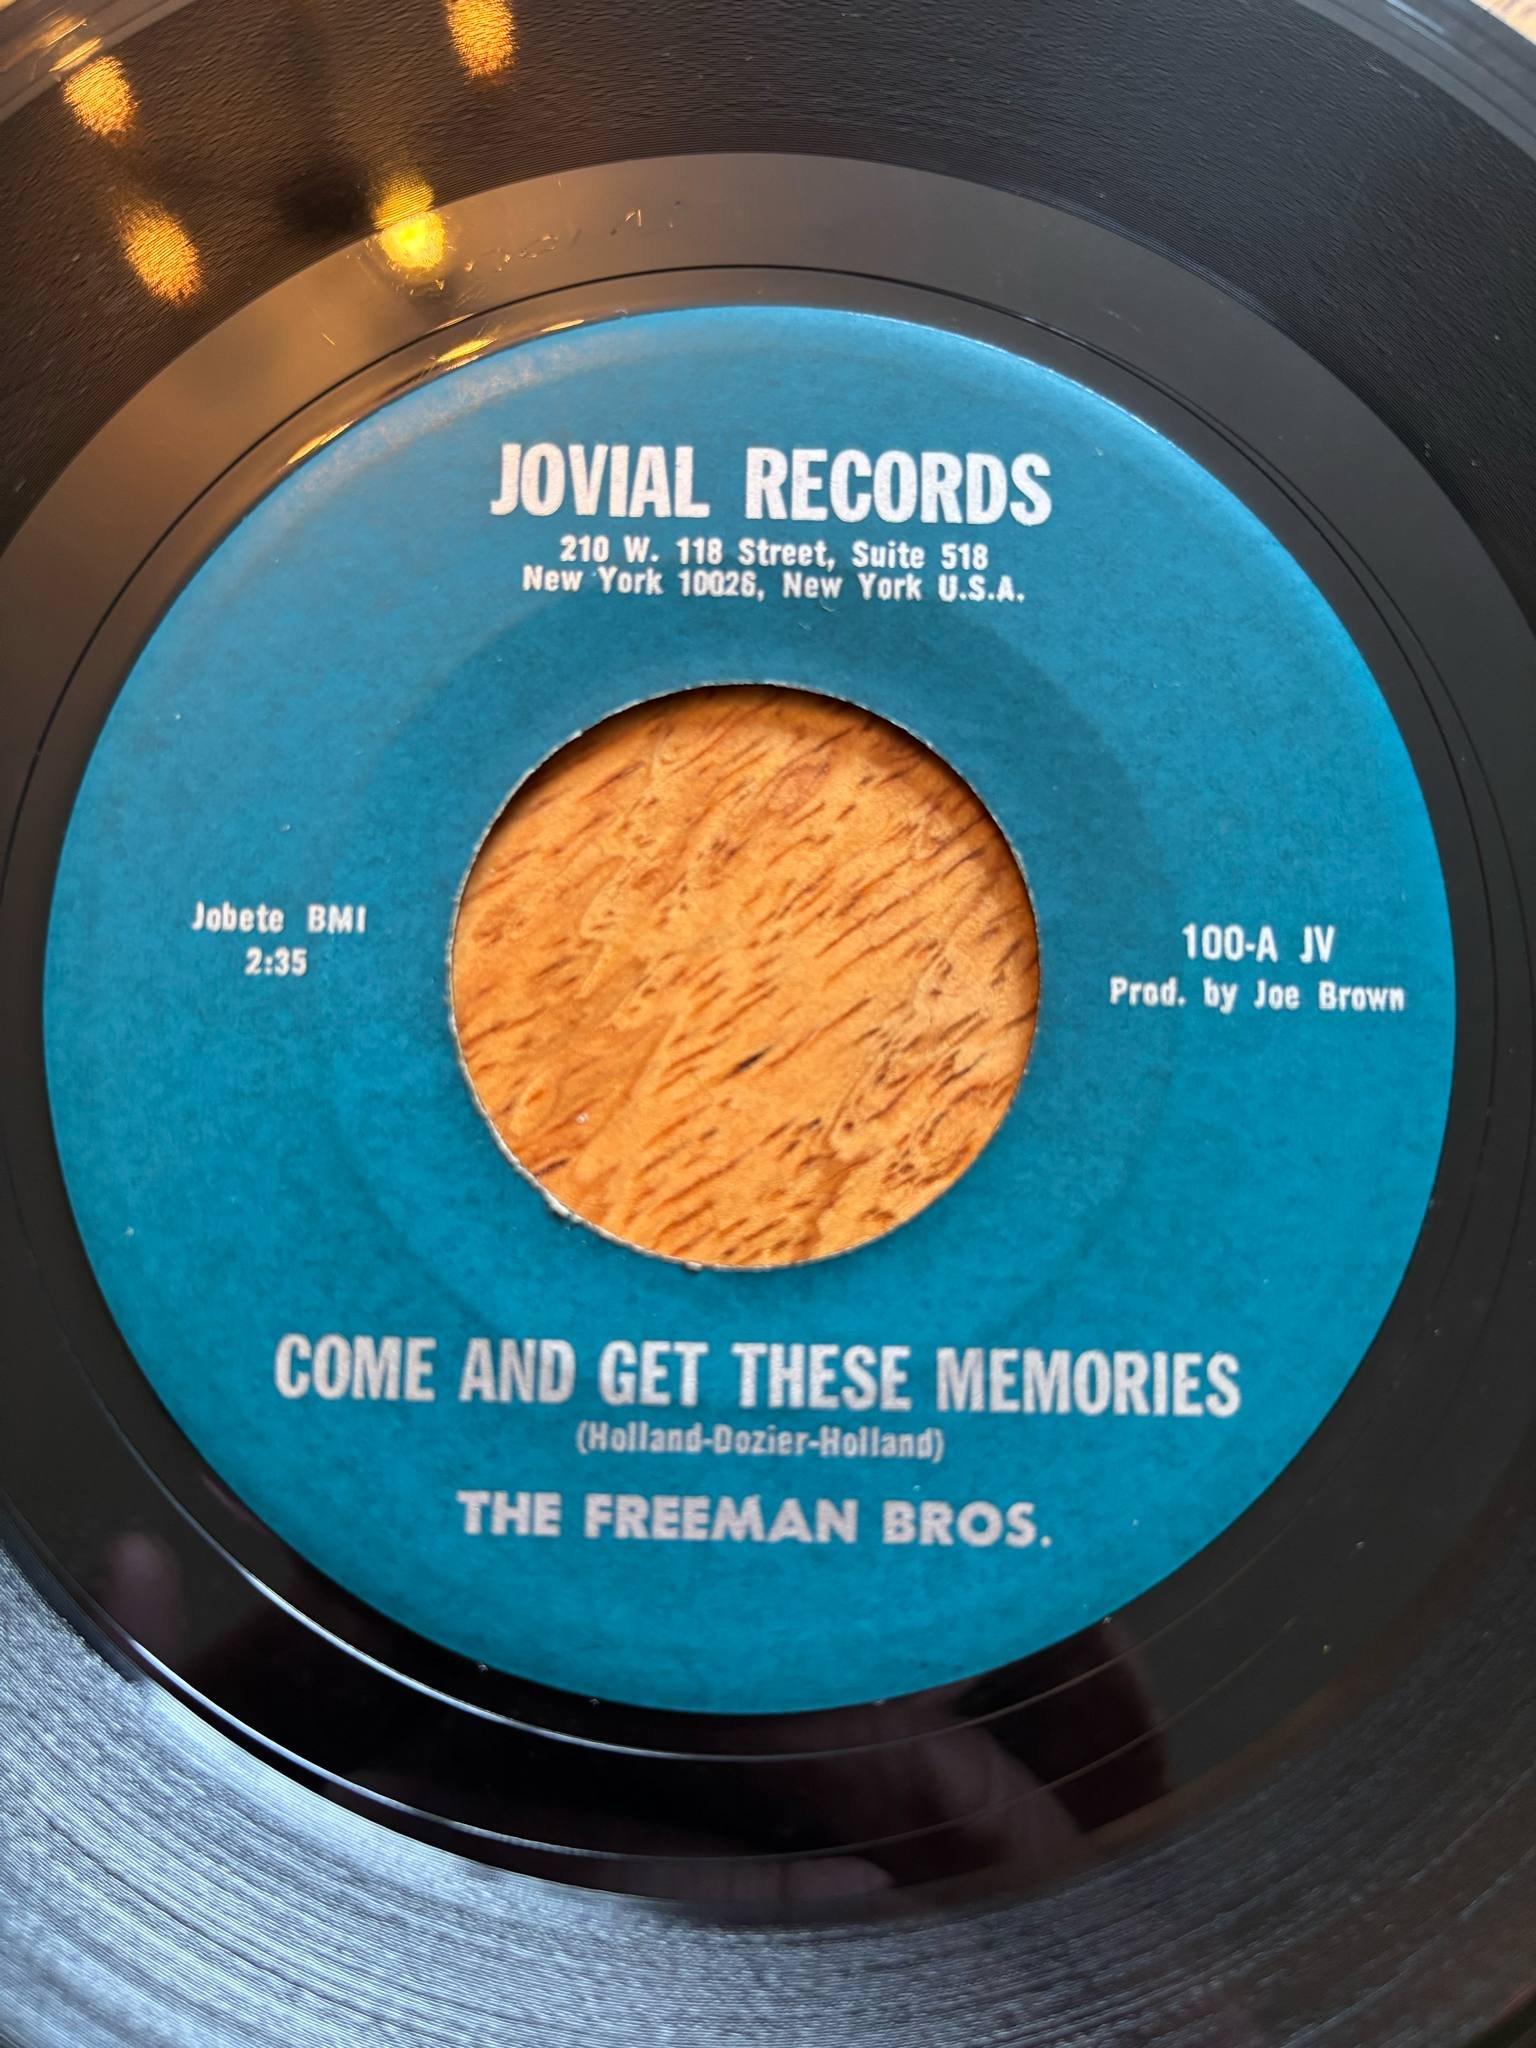 JOVIAL RECORDS
210 W. 118 Street, Suite 518
New York 10026, New York U.S.A.
Jobete BMI
2:35
100-A JV
Prod. by Joe Brown
COME AND GET THESE MEMORIES
(Holland-Dozier-Holland)
THE FREEMAN BROS.